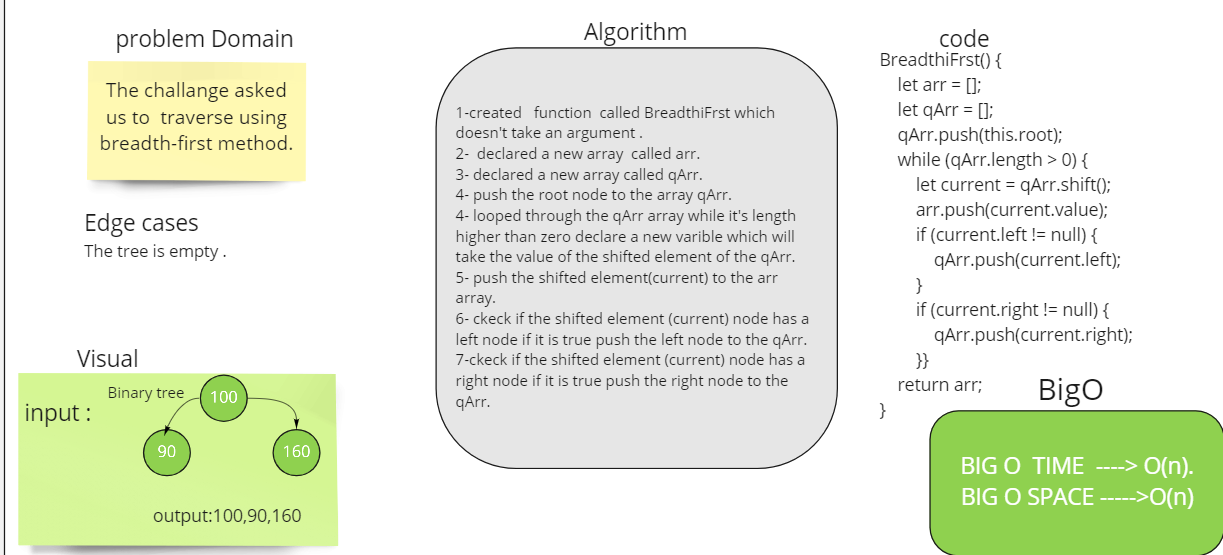 problem Domain
The challange asked
us to traverse using
breadth-first method.
Edge cases
The tree is empty .
Visual
input :
Binary tree
100
90
160
output:100,90,160
Algorithm
1-created function called BreadthiFrst which
doesn't take an argument .
2- declared a new array called arr.
3- declared a new array called qArr.
4- push the root node to the array qArr.
4- looped through the qArr array while it's length
higher than zero declare a new varible which will
take the value of the shifted element of the qArr.
5- push the shifted element(current) to the arr
array.
6- ckeck if the shifted element (current) node has a
left node if it is true push the left node to the qArr.
7-ckeck if the shifted element (current) node has a
right node if it is true push the right node to the
qArr.
code
BreadthiFrst() {
let arr = [];
let qArr = [];
qArr.push(this.root);
while (qArr.length > 0) {
let current = qArr.shift();
arr.push(current.value);
if (current.left != null) {
qArr.push(current.left);
}
if (current.right != null) {
qArr.push(current.right);
}}
return arr;
}
BigO
BIG O TIME ----> O(n).
BIG O SPACE ----->O(n)